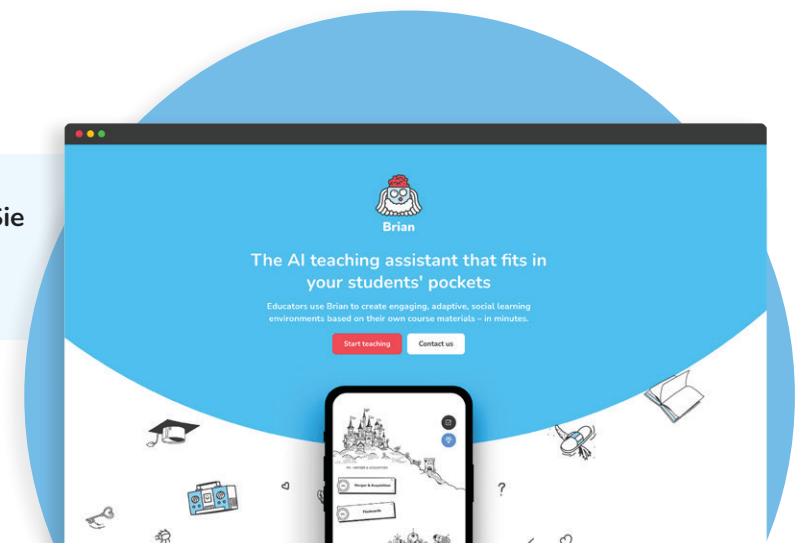 Sie
Brian
The AI teaching assistant that fits in
your students' pockets
Educators use Brian to create engaging, adaptive, social learning
environments based on their own course materials – in minutes.
Start teaching
Contact us
Merger & Acquisition
Flashcards
?